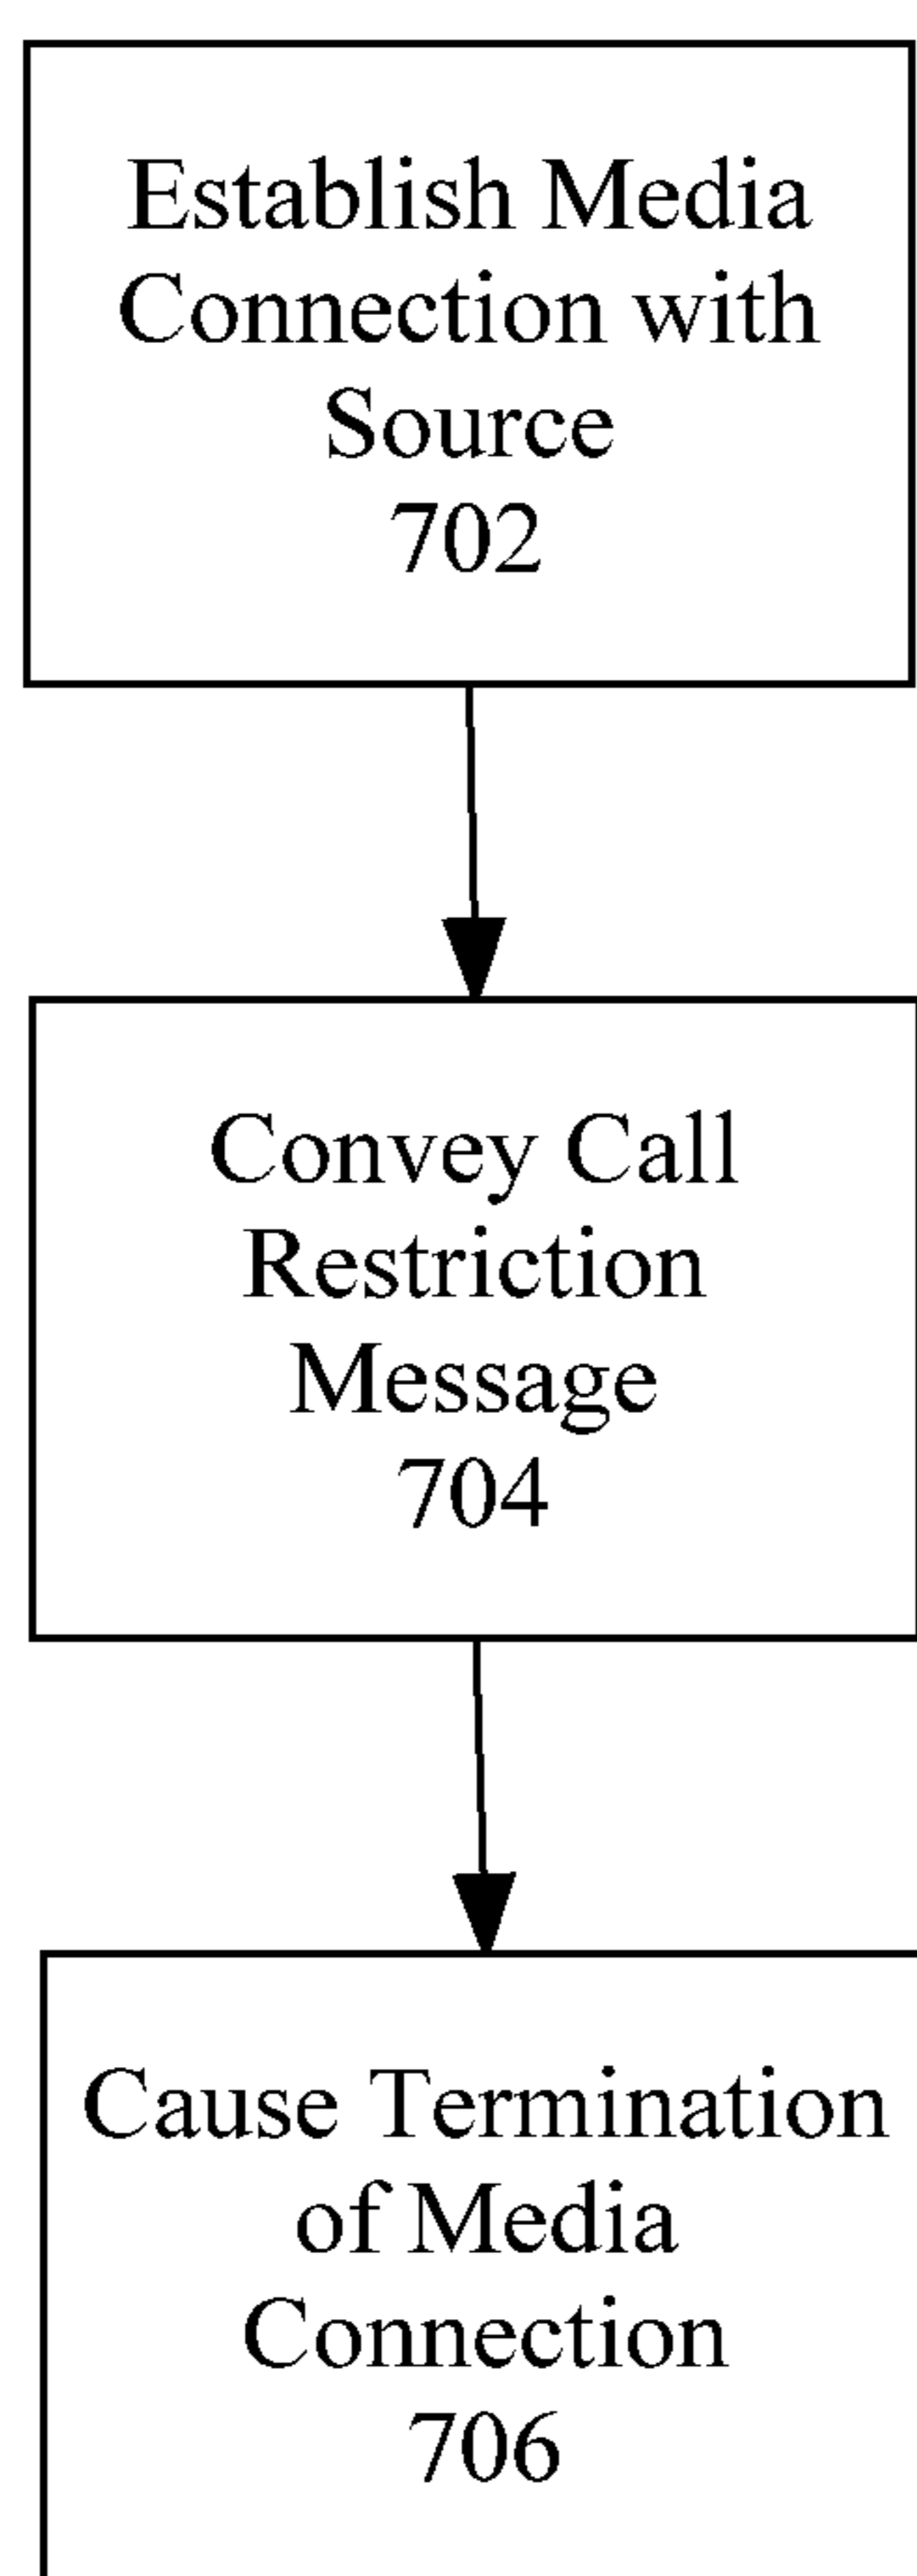 Establish Media
Connection with
Source
702
Convey Call
Restriction
Message
704
Cause Termination
of Media
Connection
706